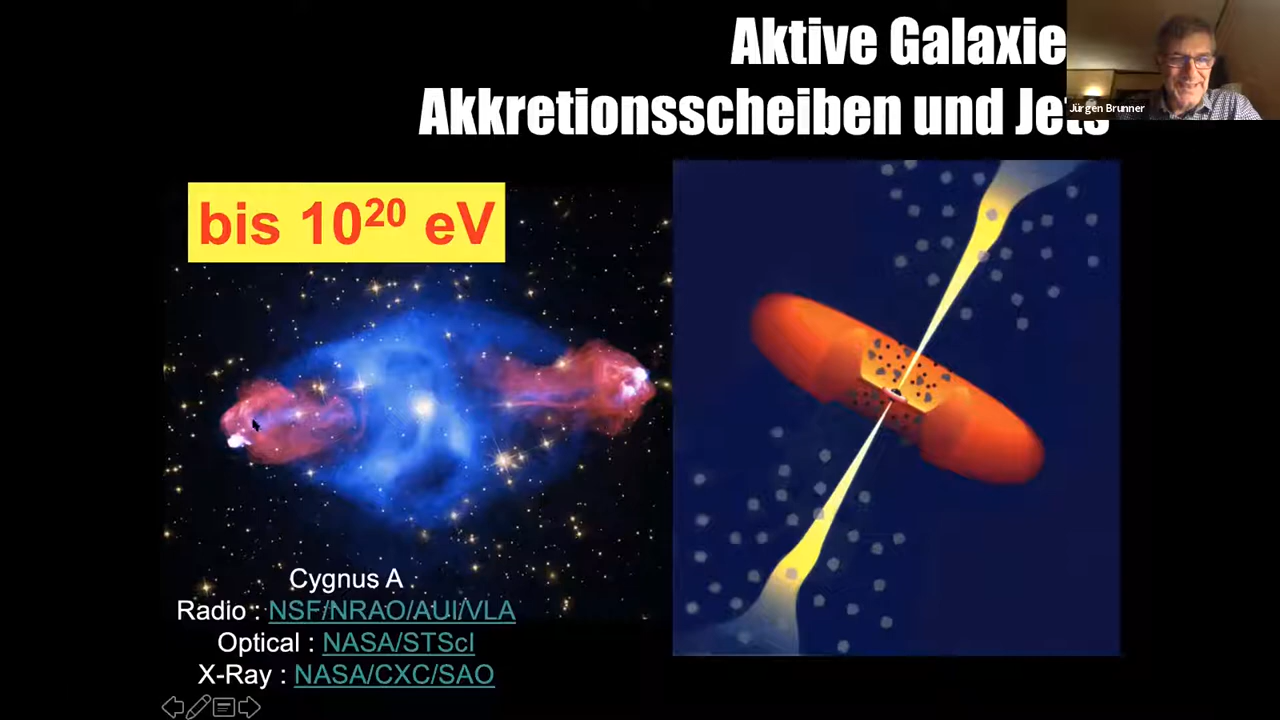 Aktive Galaxie
Akkretionsscheiben und Jets
Jürgen Brunner
bis 10²⁰ eV
Cygnus A
Radio : NSF/NRAO/AUI/VLA
Optical : NASA/STScI
X-Ray : NASA/CXC/SAO